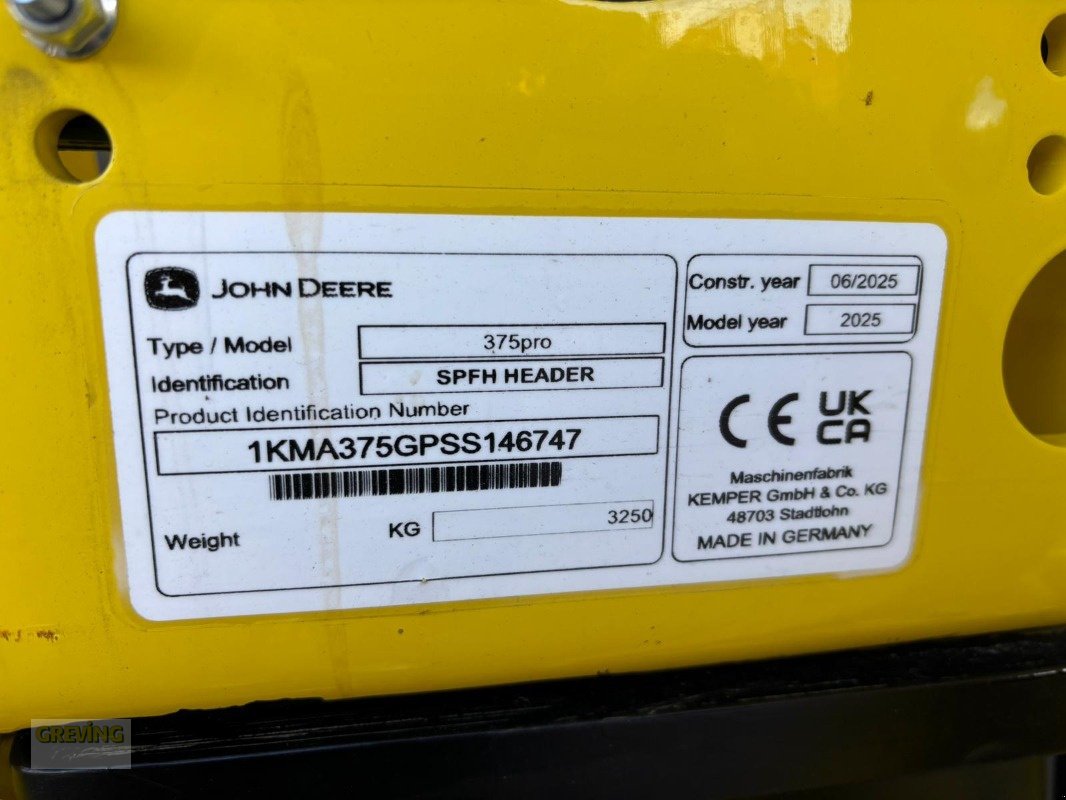 JOHN DEERE
Type / Model 375pro
Identification SPFH HEADER
Product Identification Number
1KMA375GPSS146747
Weight KG 3250
Constr. year 06/2025
Model year 2025
CE UK CA
Maschinenfabrik
KEMPER GmbH & Co. KG
48703 Stadtlohn
MADE IN GERMANY
GREVING